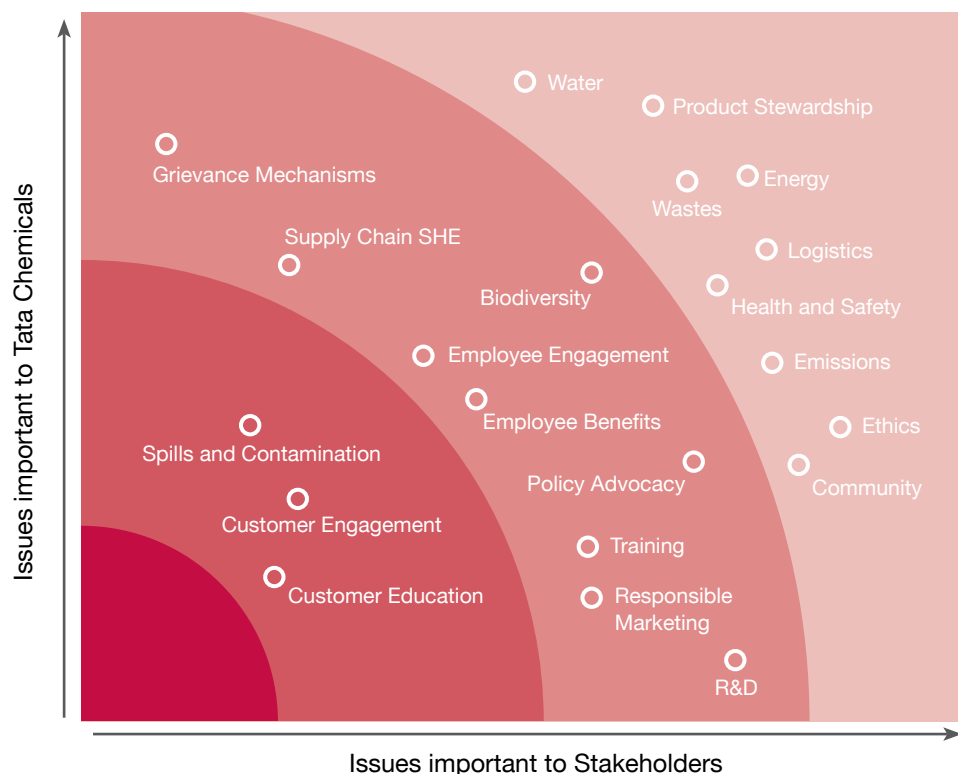 Issues important to Tata Chemicals
Water
Product Stewardship
Grievance Mechanisms
Energy
Wastes
Supply Chain SHE
Logistics
Biodiversity
Health and Safety
Employee Engagement
Emissions
Employee Benefits
Ethics
Spills and Contamination
Policy Advocacy
Community
Customer Engagement
Training
Customer Education
Responsible
Marketing
R&D
Issues important to Stakeholders